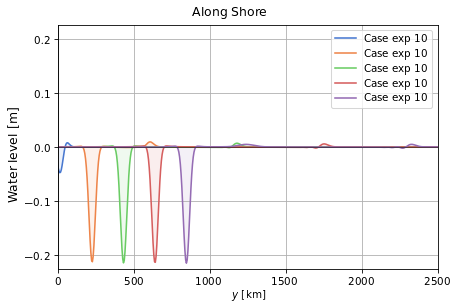 Along Shore
Water level [m]
0.2
0.1
0.0
−0.1
−0.2
Case exp 10
Case exp 10
Case exp 10
Case exp 10
Case exp 10
0 500 1000 1500 2000 2500
y [km]